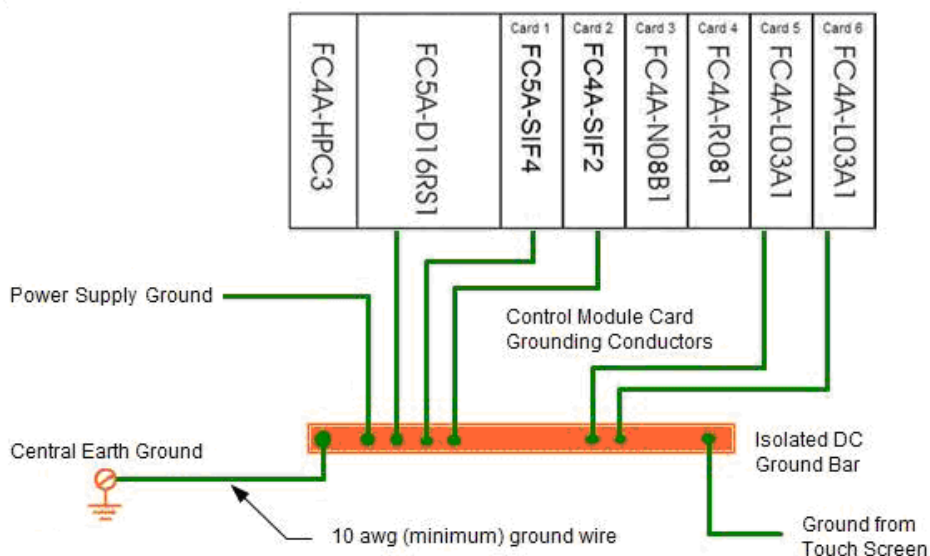 Card 1
Card 2
Card 3
Card 4
Card 5
Card 6
FC4A-HPC3
FC5A-D16RS1
FC5A-SIF4
FC4A-SIF2
FC4A-N08B1
FC4A-R081
FC4A-L03A1
FC4A-L03A1
Power Supply Ground
Control Module Card
Grounding Conductors
Central Earth Ground
Isolated DC
Ground Bar
10 awg (minimum) ground wire
Ground from
Touch Screen